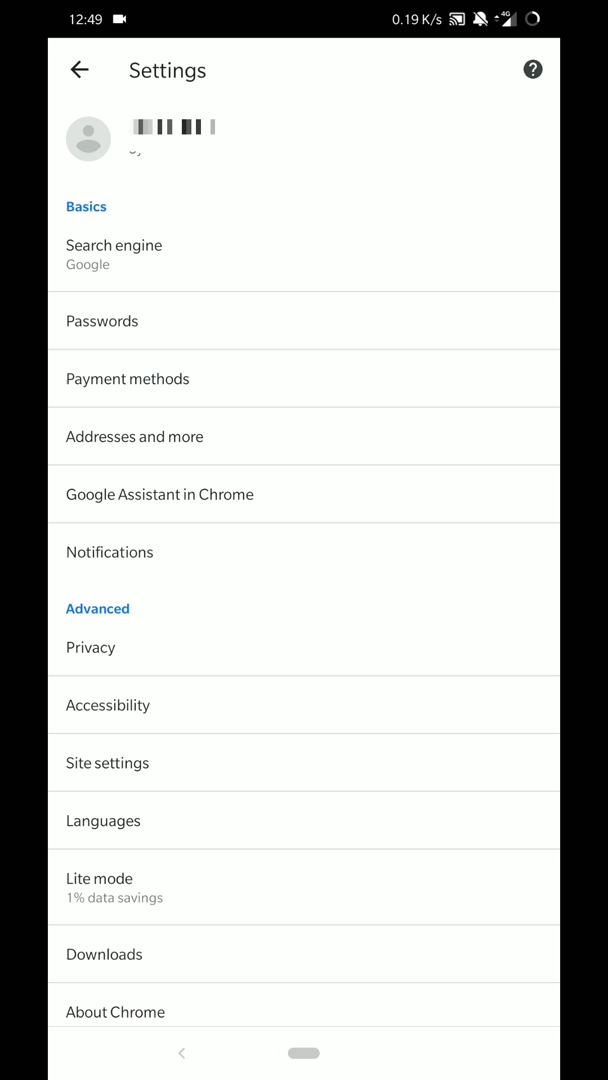 12:49 0.19 K/s 4G
Settings
Basics
Search engine
Google
Passwords
Payment methods
Addresses and more
Google Assistant in Chrome
Notifications
Advanced
Privacy
Accessibility
Site settings
Languages
Lite mode
1% data savings
Downloads
About Chrome